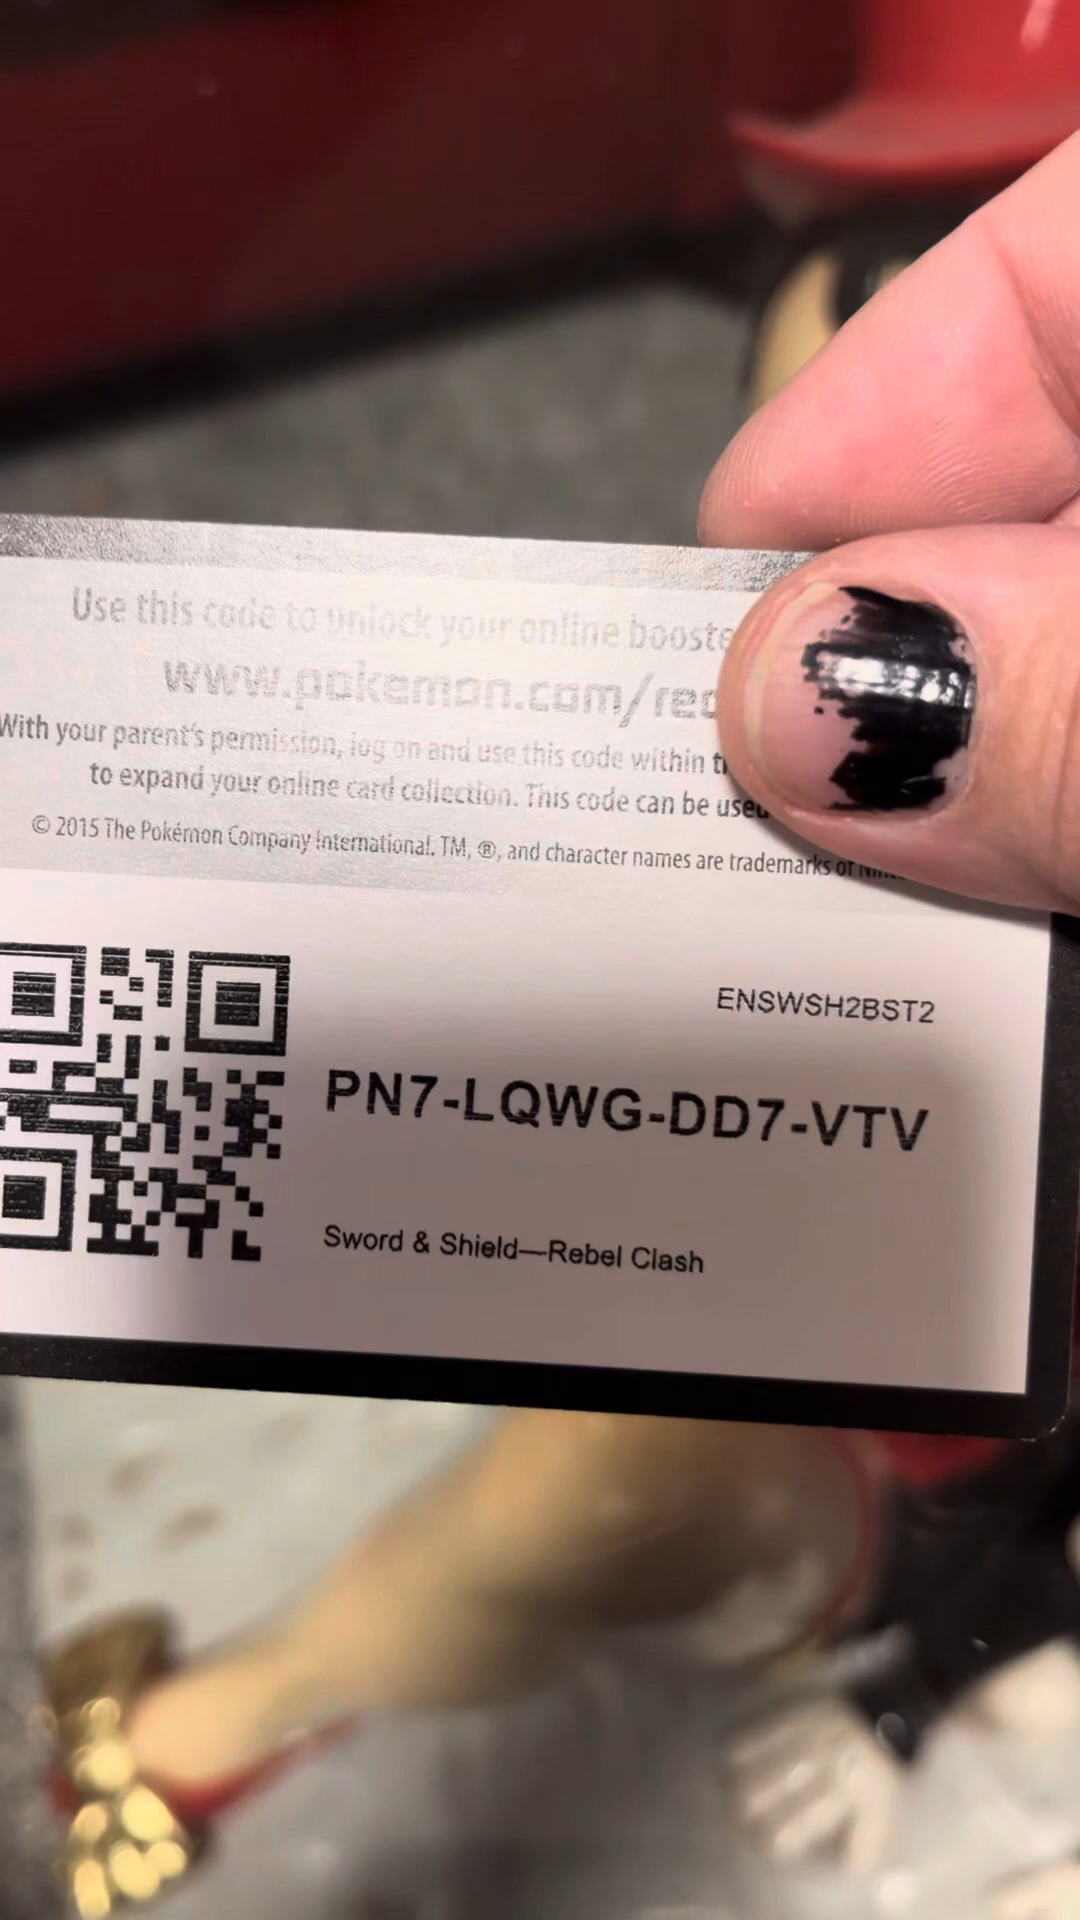 Use this code to unlock your online booste
www.pokemon.com/red
With your parent's permission, log on and use this code within t
to expand your online card collection. This code can be used
© 2015 The Pokémon Company International. TM, ®, and character names are trademarks of Nint
ENSWSH2BST2
PN7-LQWG-DD7-VTV
Sword & Shield—Rebel Clash